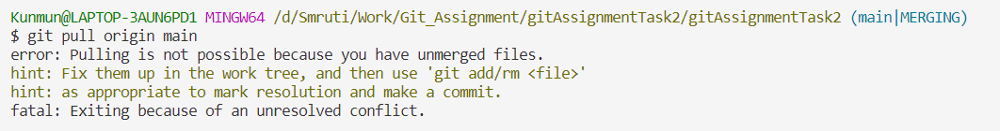 Kunmun@LAPTOP-3AUN6PD1 MINGW64 /d/Smruti/Work/Git_Assignment/gitAssignmentTask2/gitAssignmentTask2 (main|MERGING)
$ git pull origin main
error: Pulling is not possible because you have unmerged files.
hint: Fix them up in the work tree, and then use 'git add/rm <file>'
hint: as appropriate to mark resolution and make a commit.
fatal: Exiting because of an unresolved conflict.